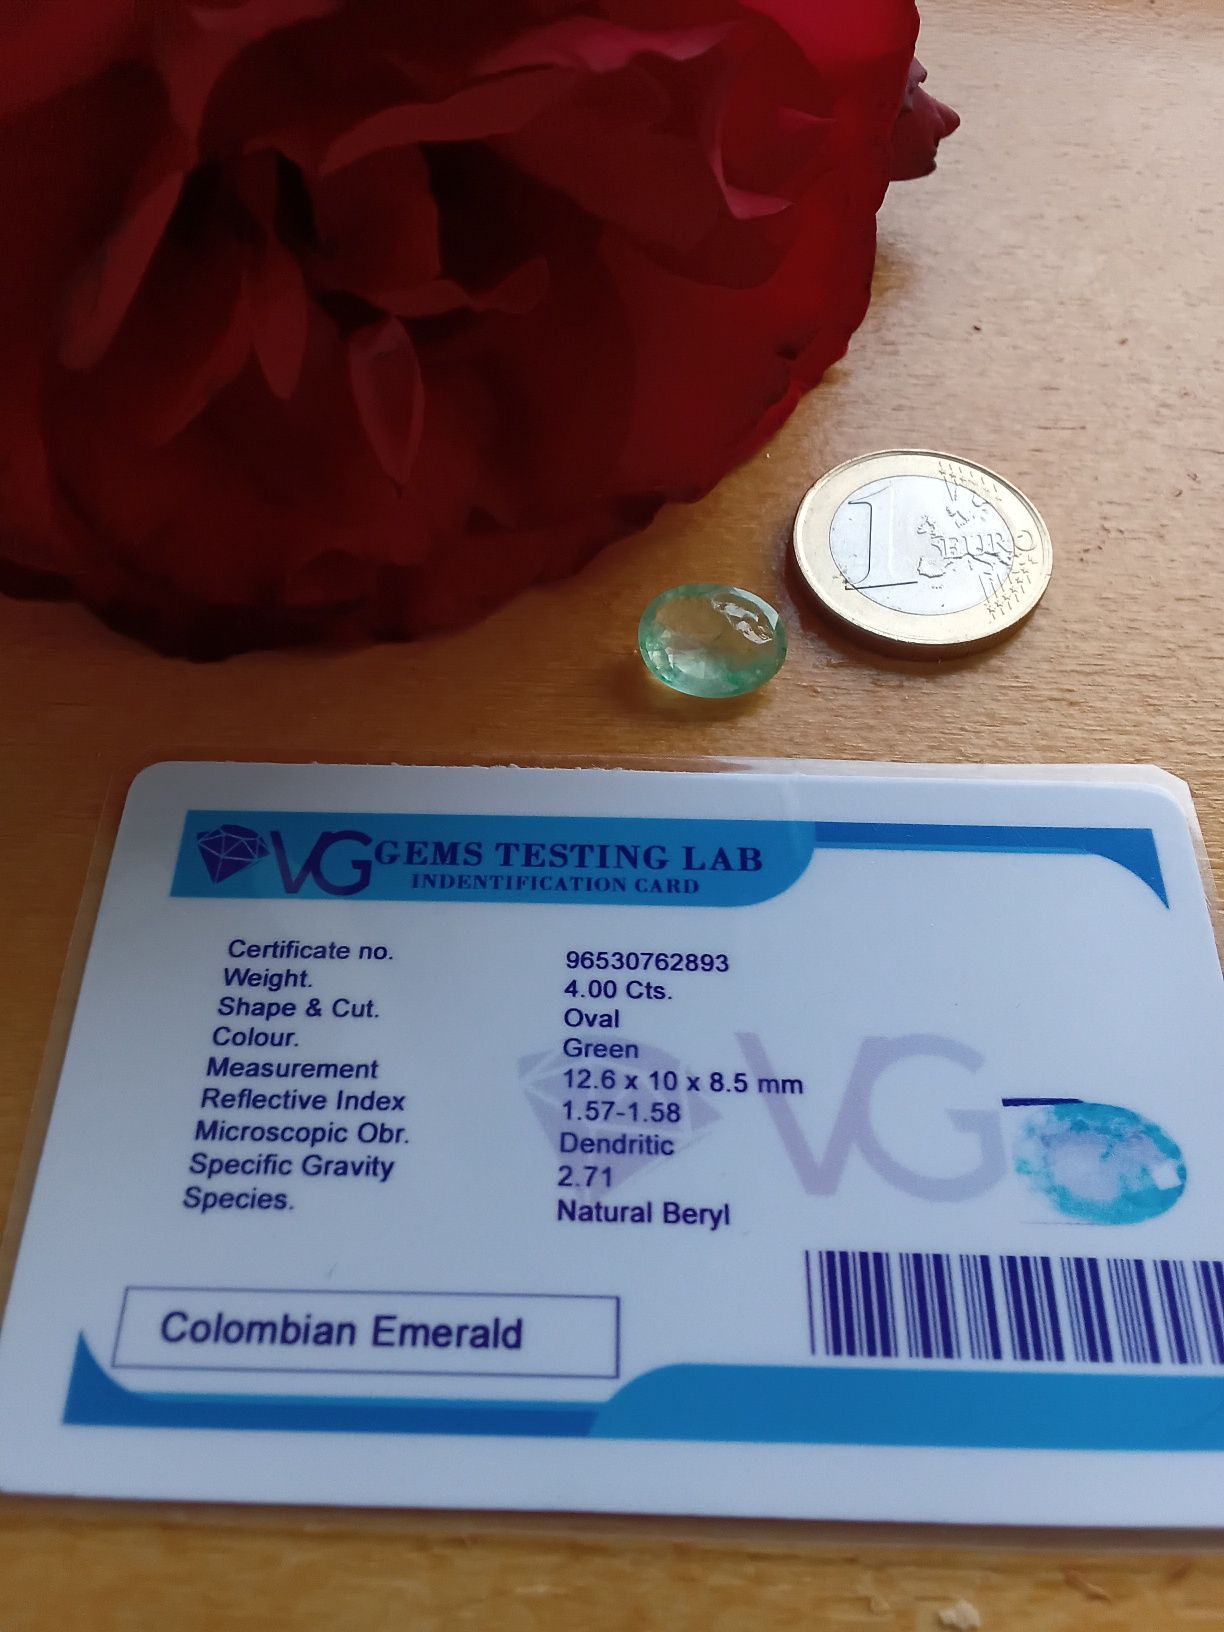 1 EURO
VG GEMS TESTING LAB
INDENTIFICATION CARD
Certificate no. 96530762893
Weight. 4.00 Cts.
Shape & Cut. Oval
Colour. Green
Measurement 12.6 x 10 x 8.5 mm
Reflective Index 1.57-1.58
Microscopic Obr. Dendritic
Specific Gravity 2.71
Species. Natural Beryl
VG
Colombian Emerald